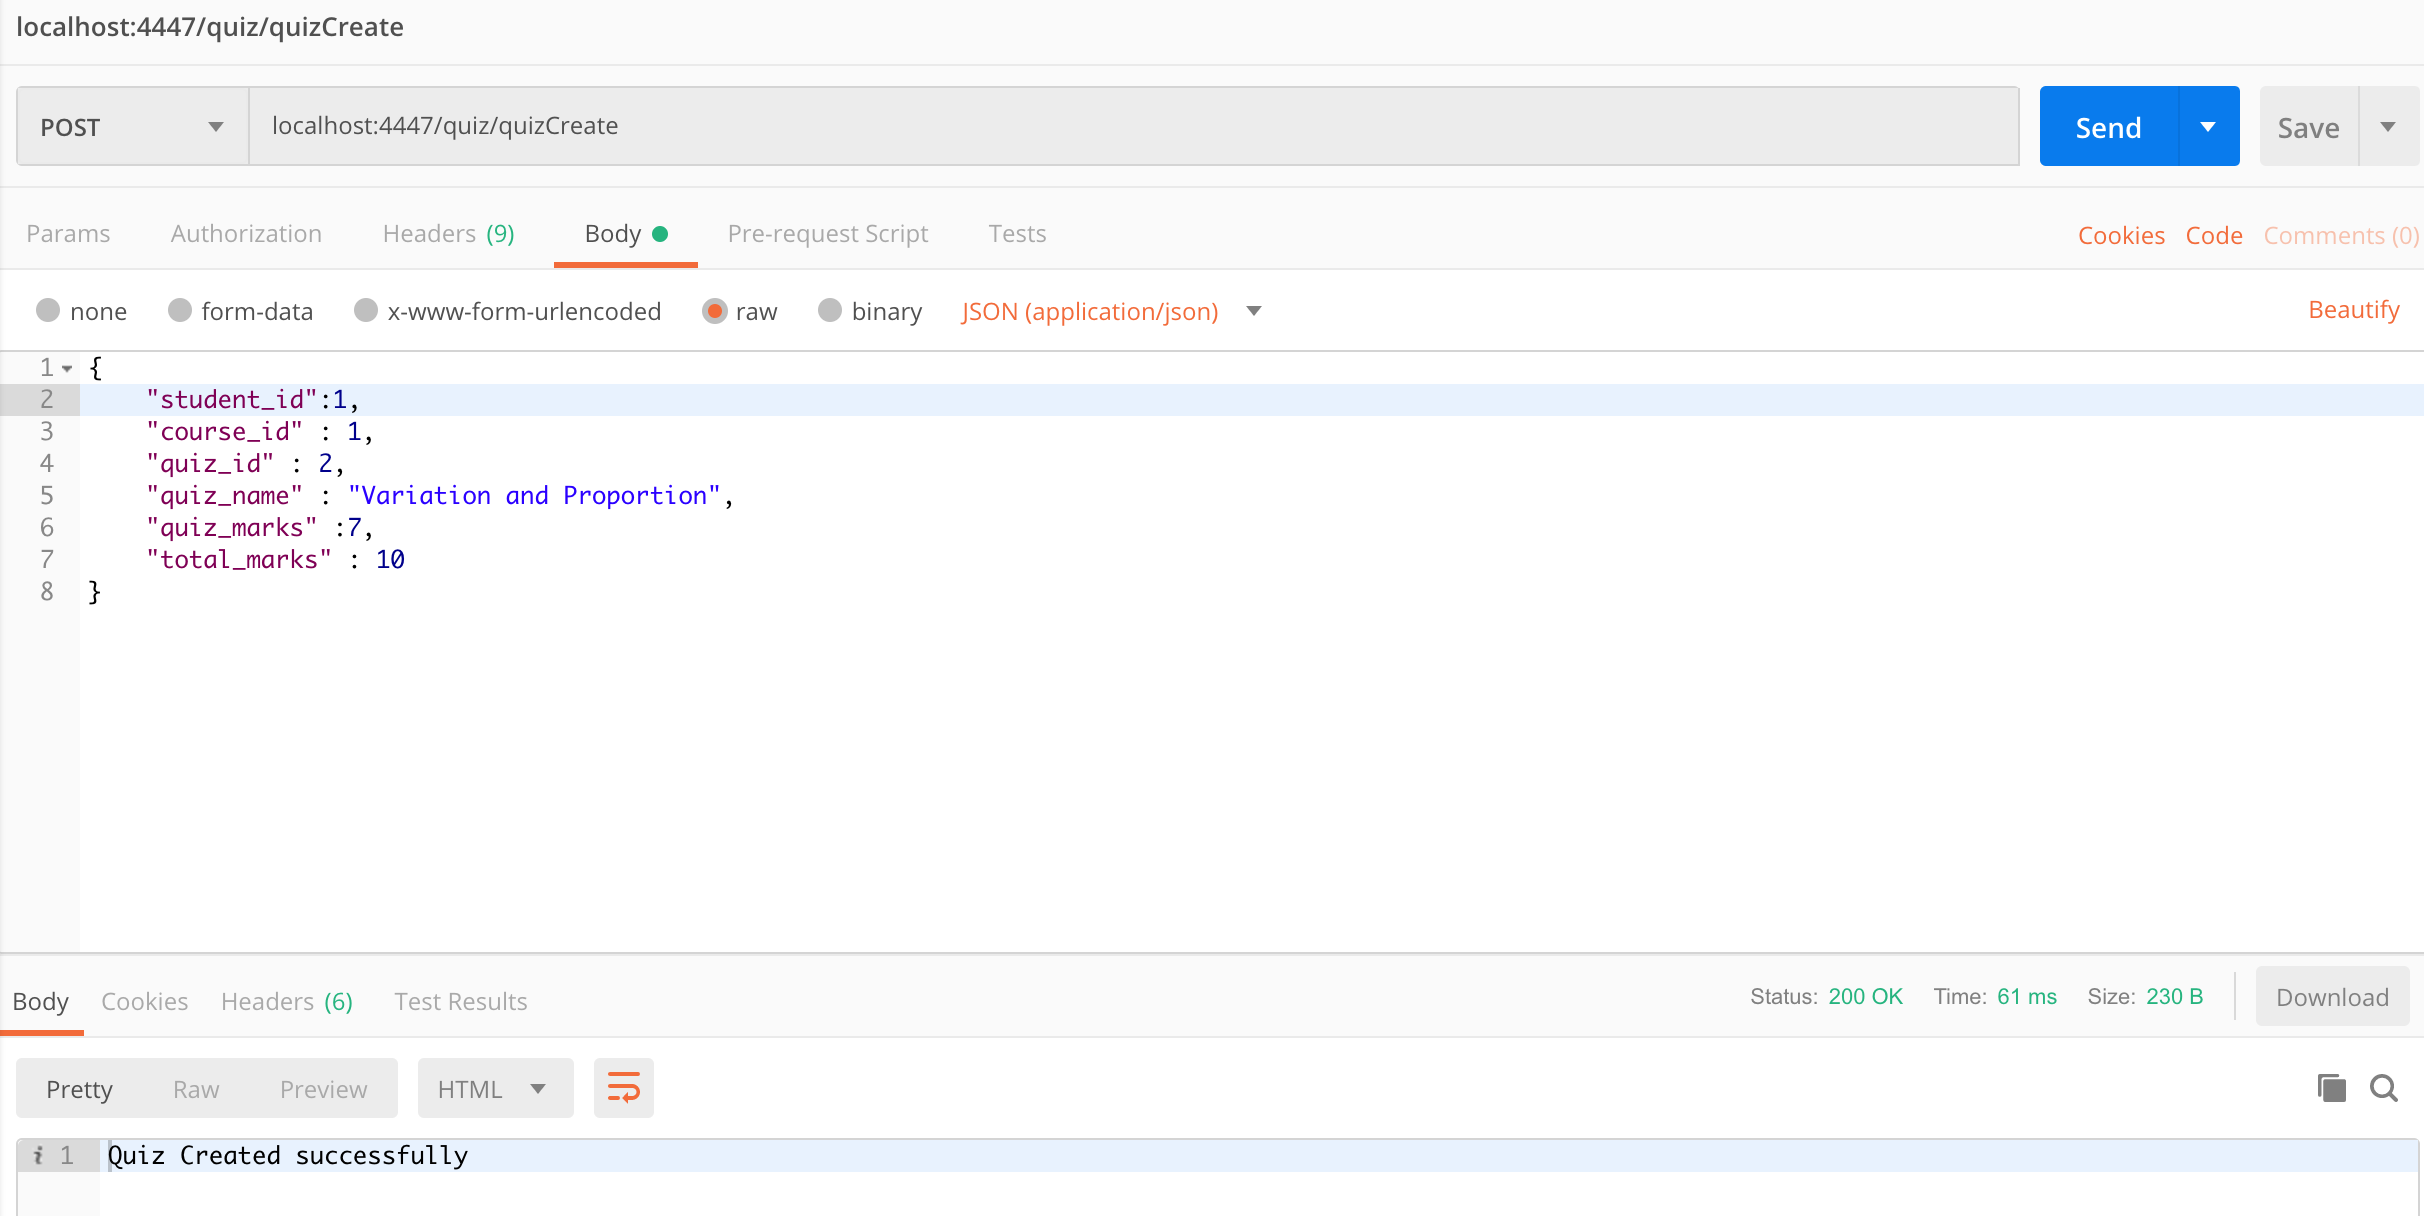 localhost:4447/quiz/quizCreate
POST localhost:4447/quiz/quizCreate Send Save
Params Authorization Headers (9) Body Pre-request Script Tests Cookies Code Comments (0)
none form-data x-www-form-urlencoded raw binary JSON (application/json) Beautify
1 {
2 "student_id":1,
3 "course_id" : 1,
4 "quiz_id" : 2,
5 "quiz_name" : "Variation and Proportion",
6 "quiz_marks" :7,
7 "total_marks" : 10
8 }
Body Cookies Headers (6) Test Results Status: 200 OK Time: 61 ms Size: 230 B Download
Pretty Raw Preview HTML
i 1 Quiz Created successfully